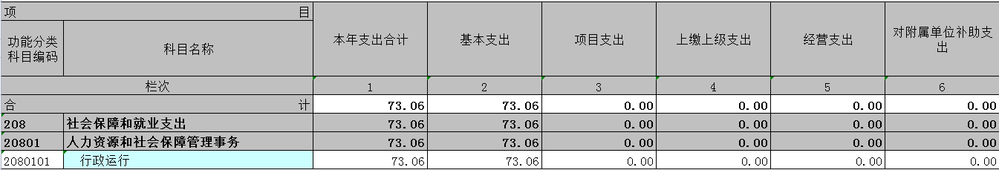 项 目
功能分类科目编码 科目名称 本年支出合计 基本支出 项目支出 上缴上级支出 经营支出 对附属单位补助支出
栏次 1 2 3 4 5 6
合 计 73.06 73.06 0.00 0.00 0.00 0.00
208 社会保障和就业支出 73.06 73.06 0.00 0.00 0.00 0.00
20801 人力资源和社会保障管理事务 73.06 73.06 0.00 0.00 0.00 0.00
2080101 行政运行 73.06 73.06 0.00 0.00 0.00 0.00